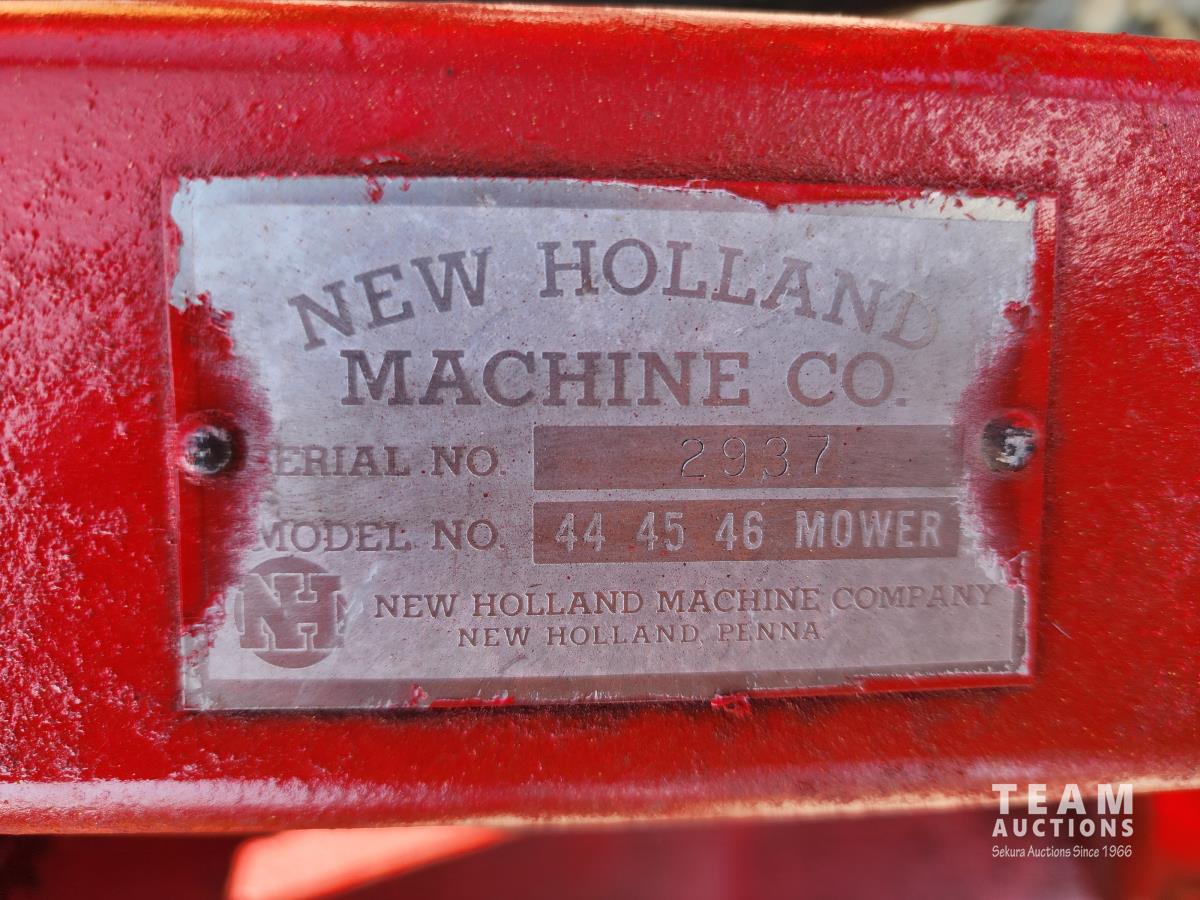 NEW HOLLAND
MACHINE CO.
ERIAL NO. 2937
MODEL NO. 44 45 46 MOWER
NH
NEW HOLLAND MACHINE COMPANY
NEW HOLLAND, PENNA.
TEAM
AUCTIONS
Sekura Auctions Since 1966